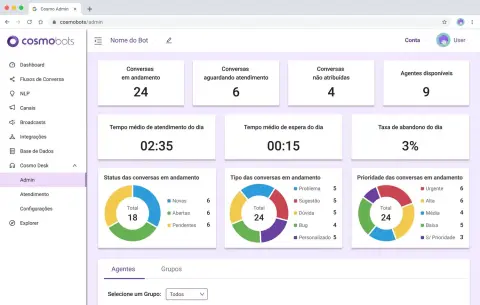 Cosmo Admin
cosmobots/admin
cosmobots
Nome do Bot
Conta
User
Dashboard
Fluxos de Conversa
NLP
Canais
Broadcasts
Integrações
Base de Dados
Cosmo Desk
Admin
Atendimento
Configurações
Explorer
Conversas
em andamento
24
Conversas
aguardando atendimento
6
Conversas
não atribuídas
4
Agentes disponíveis
9
Tempo médio de atendimento do dia
02:35
Tempo médio de espera do dia
00:15
Taxa de abandono do dia
3%
Status das conversas em andamento
Total
18
Novas 6
Abertas 6
Pendentes 6
Tipo das conversas em andamento
Total
24
Problema 5
Sugestão 5
Dúvida 5
Bug 4
Personalizado 5
Prioridade das conversas em andamento
Total
24
Urgente 6
Alta 6
Média 4
Baixa 5
S/ Prioridade 3
Agentes
Grupos
Selecione um Grupo:
Todos